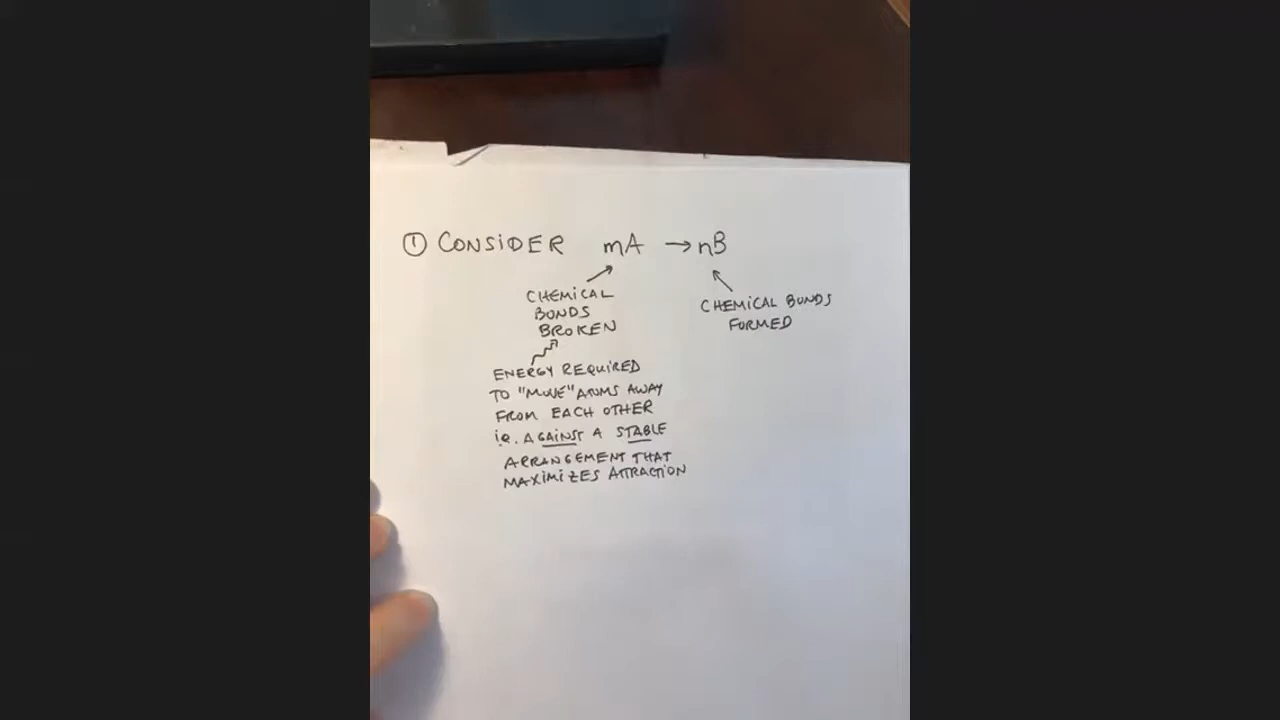 ① CONSIDER mA → nB
CHEMICAL
BONDS
BROKEN
CHEMICAL BONDS
FORMED
ENERGY REQUIRED
TO "MOVE" ATOMS AWAY
FROM EACH OTHER
ie. AGAINST A STABLE
ARRANGEMENT THAT
MAXIMIZES ATTRACTION